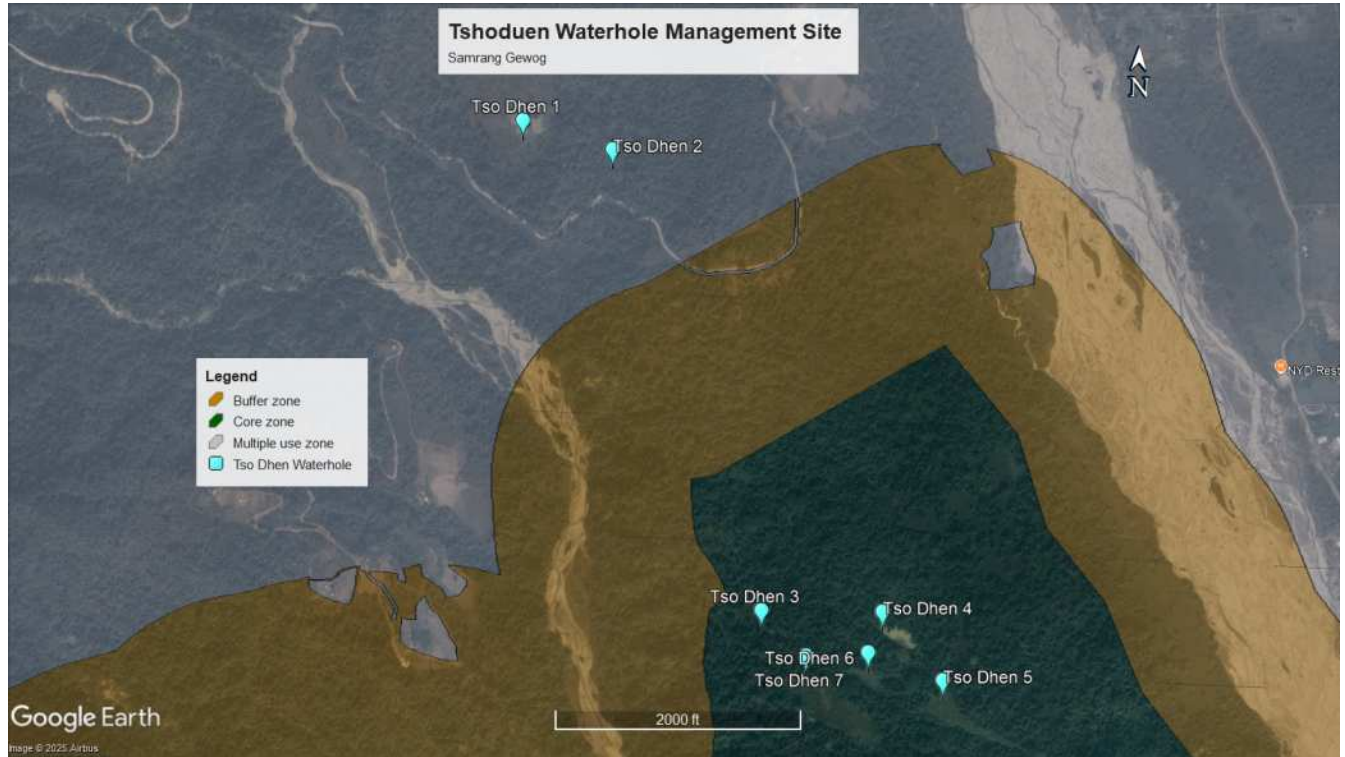 Tshoduen Waterhole Management Site
Samrang Gewog
N
Tso Dhen 1
Tso Dhen 2
NYD Rest
Legend
Buffer zone
Core zone
Multiple use zone
Tso Dhen Waterhole
Tso Dhen 3
Tso Dhen 4
Tso Dhen 6
Tso Dhen 7
Tso Dhen 5
2000 ft
Google Earth
Image © 2025 Airbus